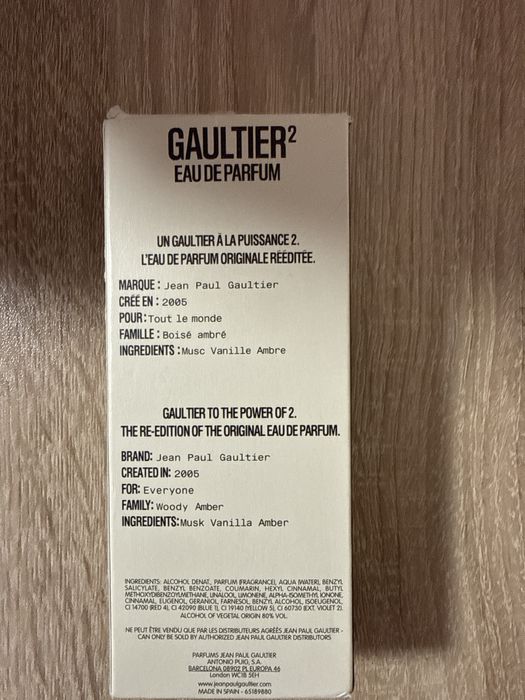 GAULTIER²
EAU DE PARFUM
UN GAULTIER À LA PUISSANCE 2.
L'EAU DE PARFUM ORIGINALE RÉÉDITÉE.
MARQUE : Jean Paul Gaultier
CRÉÉ EN : 2005
POUR: Tout le monde
FAMILLE : Boisé ambré
INGREDIENTS : Musc Vanille Ambre
GAULTIER TO THE POWER OF 2.
THE RE-EDITION OF THE ORIGINAL EAU DE PARFUM.
BRAND: Jean Paul Gaultier
CREATED IN: 2005
FOR: Everyone
FAMILY: Woody Amber
INGREDIENTS: Musk Vanilla Amber
INGREDIENTS: ALCOHOL DENAT., PARFUM (FRAGRANCE), AQUA (WATER), BENZYL
SALICYLATE, BENZYL BENZOATE, COUMARIN, HEXYL CINNAMAL, BUTYL
METHOXYDIBENZOYLMETHANE, LINALOOL, LIMONENE, ALPHA-ISOMETHYL IONONE,
CINNAMAL, EUGENOL, GERANIOL, FARNESOL, BENZYL ALCOHOL, ISOEUGENOL,
CI 14700 (RED 4), CI 42090 (BLUE 1), CI 19140 (YELLOW 5), CI 60730 (EXT. VIOLET 2).
ALCOHOL OF VEGETAL ORIGIN 80% VOL.
NE PEUT ÊTRE VENDU QUE PAR LES DISTRIBUTEURS AGRÉÉS JEAN PAUL GAULTIER -
CAN ONLY BE SOLD BY AUTHORIZED JEAN PAUL GAULTIER DISTRIBUTORS
PARFUMS JEAN PAUL GAULTIER
ANTONIO PUIG, S.A.
BARCELONA 08902 PL EUROPA 46
London WC1B 5EH
www.jeanpaulgaultier.com
MADE IN SPAIN - 65189880